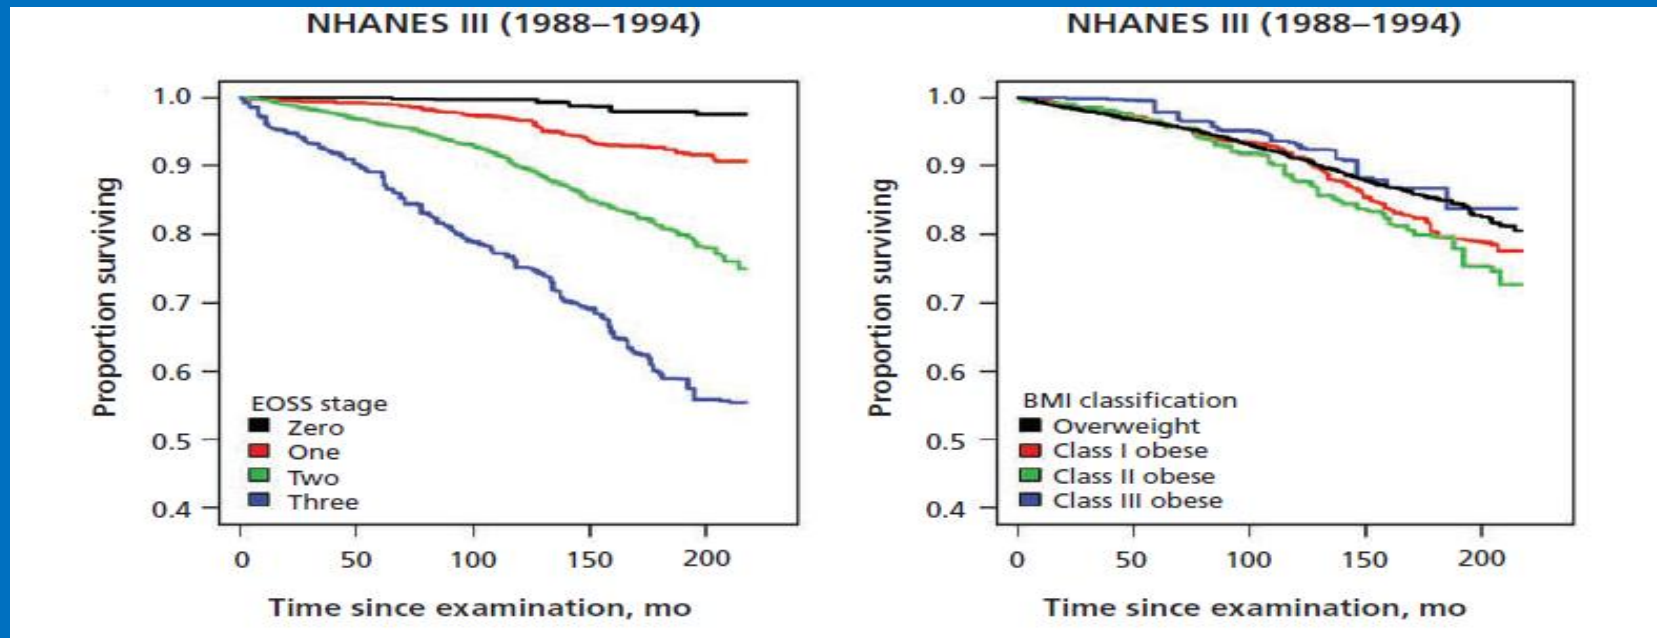 NHANES III (1988–1994)
Proportion surviving
1.0
0.9
0.8
0.7
0.6
0.5
0.4
EOSS stage
Zero
One
Two
Three
0 50 100 150 200
Time since examination, mo
NHANES III (1988–1994)
Proportion surviving
1.0
0.9
0.8
0.7
0.6
0.5
0.4
BMI classification
Overweight
Class I obese
Class II obese
Class III obese
0 50 100 150 200
Time since examination, mo